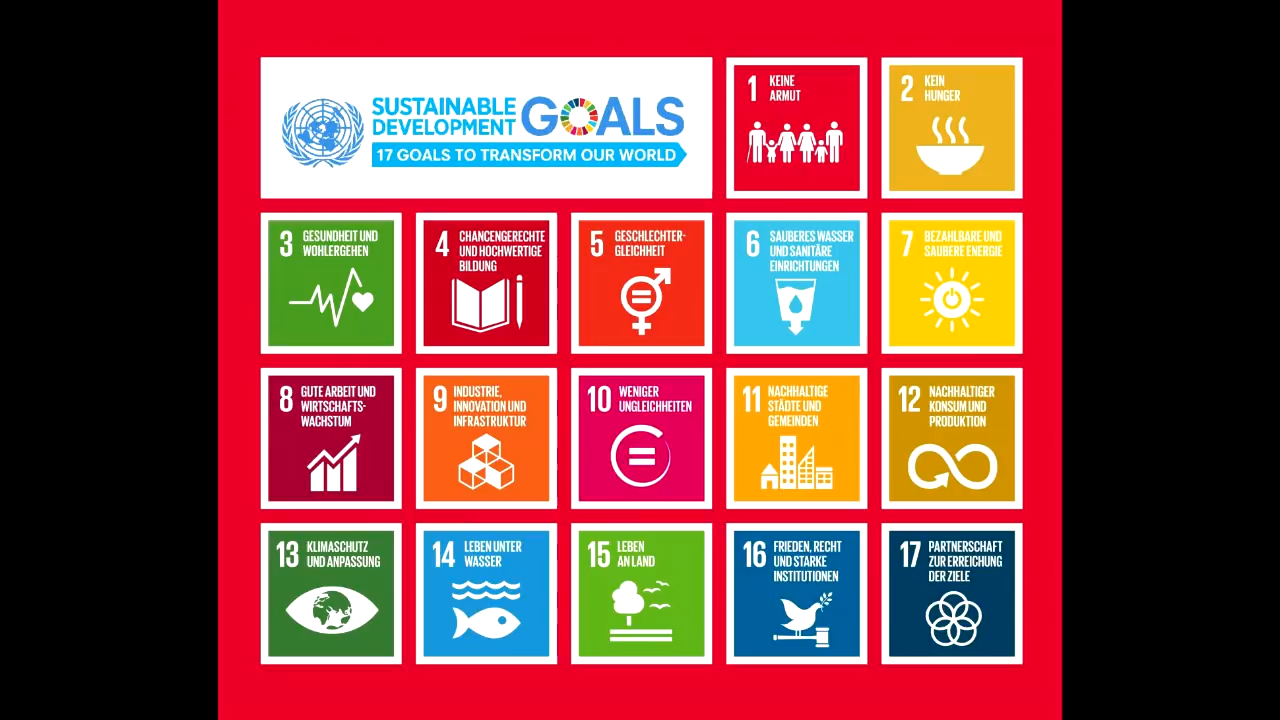 SUSTAINABLE
DEVELOPMENT
GOALS
17 GOALS TO TRANSFORM OUR WORLD
1 KEINE
ARMUT
2 KEIN
HUNGER
3 GESUNDHEIT UND
WOHLERGEHEN
4 CHANCENGERECHTE
UND HOCHWERTIGE
BILDUNG
5 GESCHLECHTER-
GLEICHHEIT
6 SAUBERES WASSER
UND SANITÄRE
EINRICHTUNGEN
7 BEZAHLBARE UND
SAUBERE ENERGIE
8 GUTE ARBEIT UND
WIRTSCHAFTS-
WACHSTUM
9 INDUSTRIE,
INNOVATION UND
INFRASTRUKTUR
10 WENIGER
UNGLEICHHEITEN
11 NACHHALTIGE
STÄDTE UND
GEMEINDEN
12 NACHHALTIGER
KONSUM UND
PRODUKTION
13 KLIMASCHUTZ
UND ANPASSUNG
14 LEBEN UNTER
WASSER
15 LEBEN
AN LAND
16 FRIEDEN, RECHT
UND STARKE
INSTITUTIONEN
17 PARTNERSCHAFT
ZUR ERREICHUNG
DER ZIELE